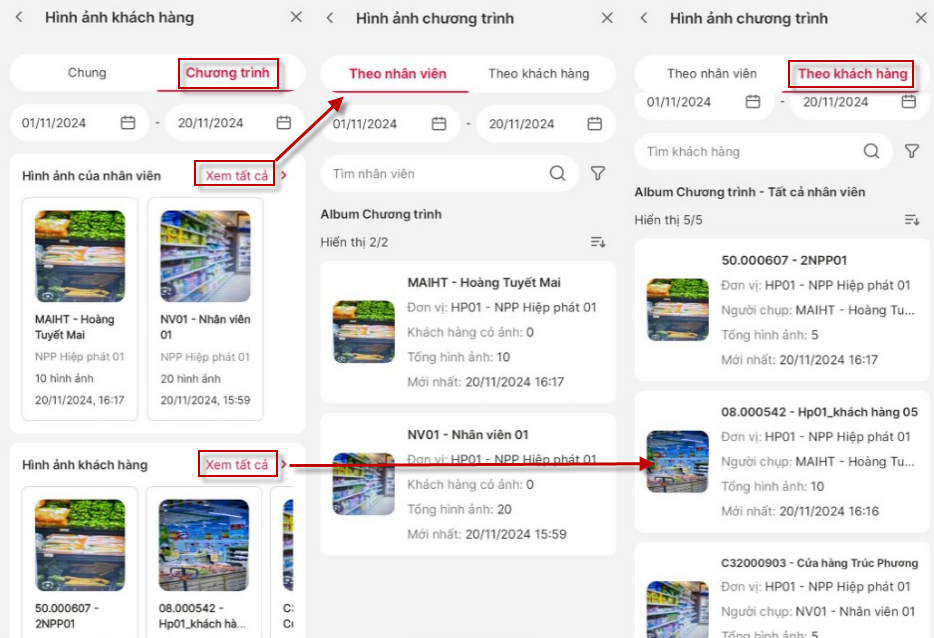 Hình ảnh khách hàng
Chung
Chương trình
01/11/2024 - 20/11/2024
Hình ảnh của nhân viên
Xem tất cả
MAIHT - Hoàng
Tuyết Mai
NPP Hiệp phát 01
10 hình ảnh
20/11/2024, 16:17
NV01 - Nhân viên
01
NPP Hiệp phát 01
20 hình ảnh
20/11/2024, 15:59
Hình ảnh khách hàng
Xem tất cả
50.000607 -
2NPP01
08.000542 -
Hp01_khách hà...
Hình ảnh chương trình
Theo nhân viên
Theo khách hàng
01/11/2024 - 20/11/2024
Tìm nhân viên
Album Chương trình
Hiển thị 2/2
MAIHT - Hoàng Tuyết Mai
Đơn vị: HP01 - NPP Hiệp phát 01
Khách hàng có ảnh: 0
Tổng hình ảnh: 10
Mới nhất: 20/11/2024 16:17
NV01 - Nhân viên 01
Đơn vị: HP01 - NPP Hiệp phát 01
Khách hàng có ảnh: 0
Tổng hình ảnh: 20
Mới nhất: 20/11/2024 15:59
Hình ảnh chương trình
Theo nhân viên
Theo khách hàng
01/11/2024 - 20/11/2024
Tìm khách hàng
Album Chương trình - Tất cả nhân viên
Hiển thị 5/5
50.000607 - 2NPP01
Đơn vị: HP01 - NPP Hiệp phát 01
Người chụp: MAIHT - Hoàng Tu...
Tổng hình ảnh: 5
Mới nhất: 20/11/2024 16:17
08.000542 - Hp01_khách hàng 05
Đơn vị: HP01 - NPP Hiệp phát 01
Người chụp: MAIHT - Hoàng Tu...
Tổng hình ảnh: 10
Mới nhất: 20/11/2024 16:16
C32000903 - Cửa hàng Trúc Phương
Đơn vị: HP01 - NPP Hiệp phát 01
Người chụp: NV01 - Nhân viên 01
Tổng hình ảnh: 5